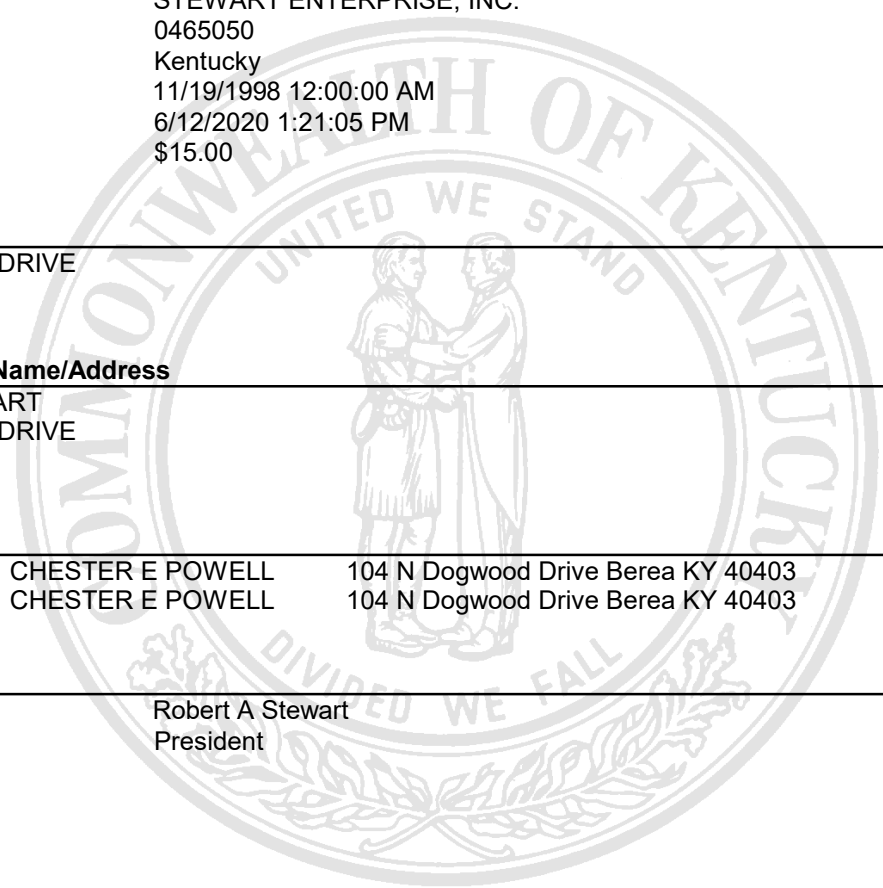 STEWART ENTERPRISE, INC.
0465050
Kentucky
11/19/1998 12:00:00 AM
6/12/2020 1:21:05 PM
$15.00
COMMONWEALTH OF KENTUCKY
UNITED WE STAND
DRIVE
Name/Address
ART
DRIVE
CHESTER E POWELL 104 N Dogwood Drive Berea KY 40403
CHESTER E POWELL 104 N Dogwood Drive Berea KY 40403
DIVIDED WE FALL
Robert A Stewart
President